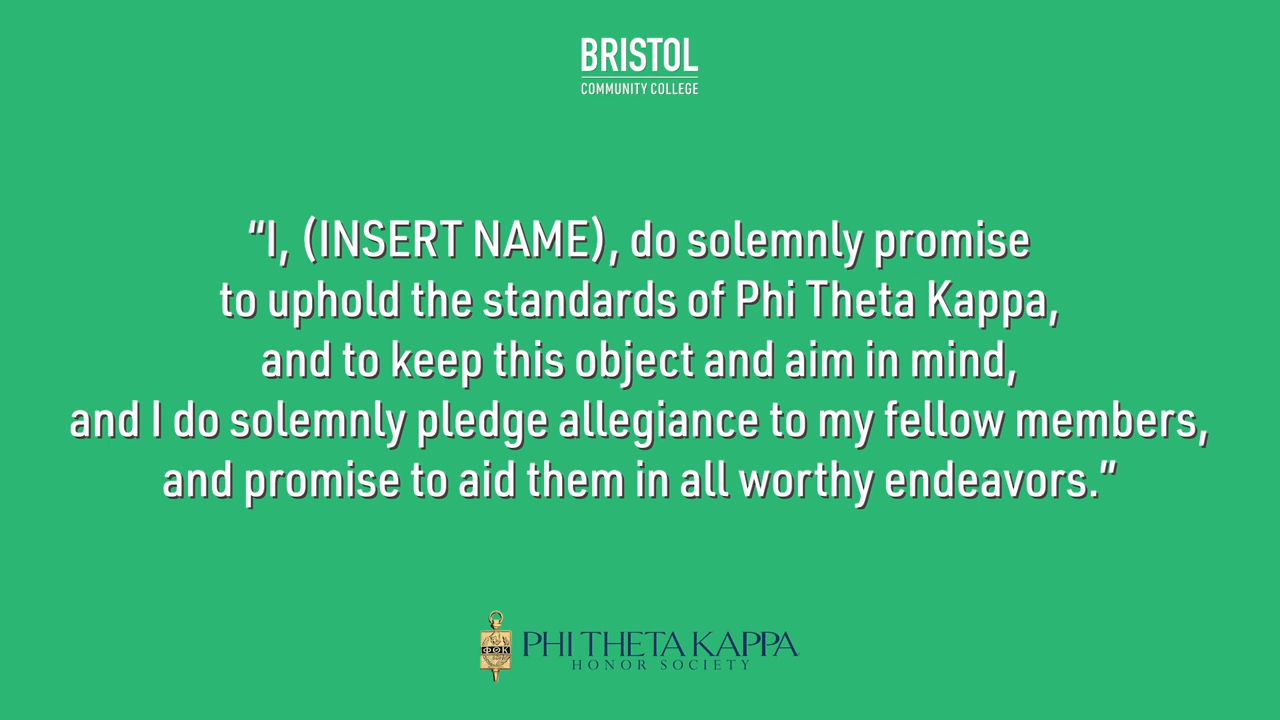 BRISTOL
COMMUNITY COLLEGE
“I, (INSERT NAME), do solemnly promise
to uphold the standards of Phi Theta Kappa,
and to keep this object and aim in mind,
and I do solemnly pledge allegiance to my fellow members,
and promise to aid them in all worthy endeavors.”
ΦΘΚ
PHI THETA KAPPA
HONOR SOCIETY